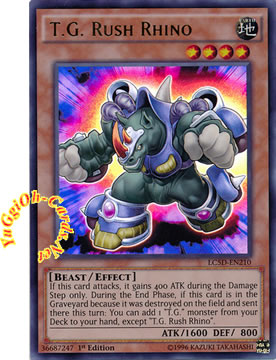 T.G. Rush Rhino
EARTH
地
YuGiOh-Cards.Net
LC5D-EN210
[Beast / Effect]
If this card attacks, it gains 400 ATK during the Damage
Step only. During the End Phase, if this card is in the
Graveyard because it was destroyed on the field and sent
there this turn: You can add 1 "T.G." monster from your
Deck to your hand, except "T.G. Rush Rhino".
ATK/1600 DEF/ 800
36687247 1st Edition ©1996 KAZUKI TAKAHASHI